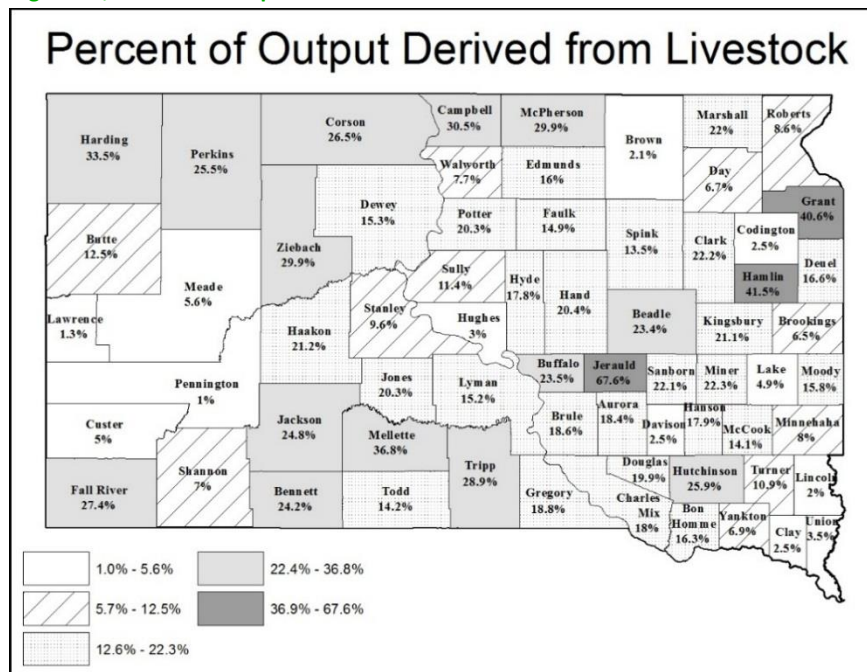 Percent of Output Derived from Livestock
Harding
33.5%
Perkins
25.5%
Corson
26.5%
Campbell
30.5%
McPherson
29.9%
Brown
2.1%
Marshall
22%
Roberts
8.6%
Walworth
7.7%
Edmunds
16%
Day
6.7%
Grant
40.6%
Dewey
15.3%
Potter
20.3%
Faulk
14.9%
Spink
13.5%
Clark
22.2%
Codington
2.5%
Butte
12.5%
Ziebach
29.9%
Deuel
16.6%
Meade
5.6%
Sully
11.4%
Hyde
17.8%
Hand
20.4%
Hamlin
41.5%
Lawrence
1.3%
Haakon
21.2%
Stanley
9.6%
Hughes
3%
Beadle
23.4%
Kingsbury
21.1%
Brookings
6.5%
Pennington
1%
Jones
20.3%
Lyman
15.2%
Buffalo
23.5%
Jerauld
67.6%
Sanborn
22.1%
Miner
22.3%
Lake
4.9%
Moody
15.8%
Custer
5%
Jackson
24.8%
Mellette
36.8%
Brule
18.6%
Aurora
18.4%
Davison
2.5%
Hanson
17.9%
McCook
14.1%
Minnehaha
8%
Fall River
27.4%
Shannon
7%
Bennett
24.2%
Todd
14.2%
Tripp
28.9%
Gregory
18.8%
Douglas
19.9%
Hutchinson
25.9%
Turner
10.9%
Lincoln
2%
Charles
Mix
18%
Bon
Homme
16.3%
Yankton
6.9%
Clay
2.5%
Union
3.5%
1.0% - 5.6%
22.4% - 36.8%
5.7% - 12.5%
36.9% - 67.6%
12.6% - 22.3%